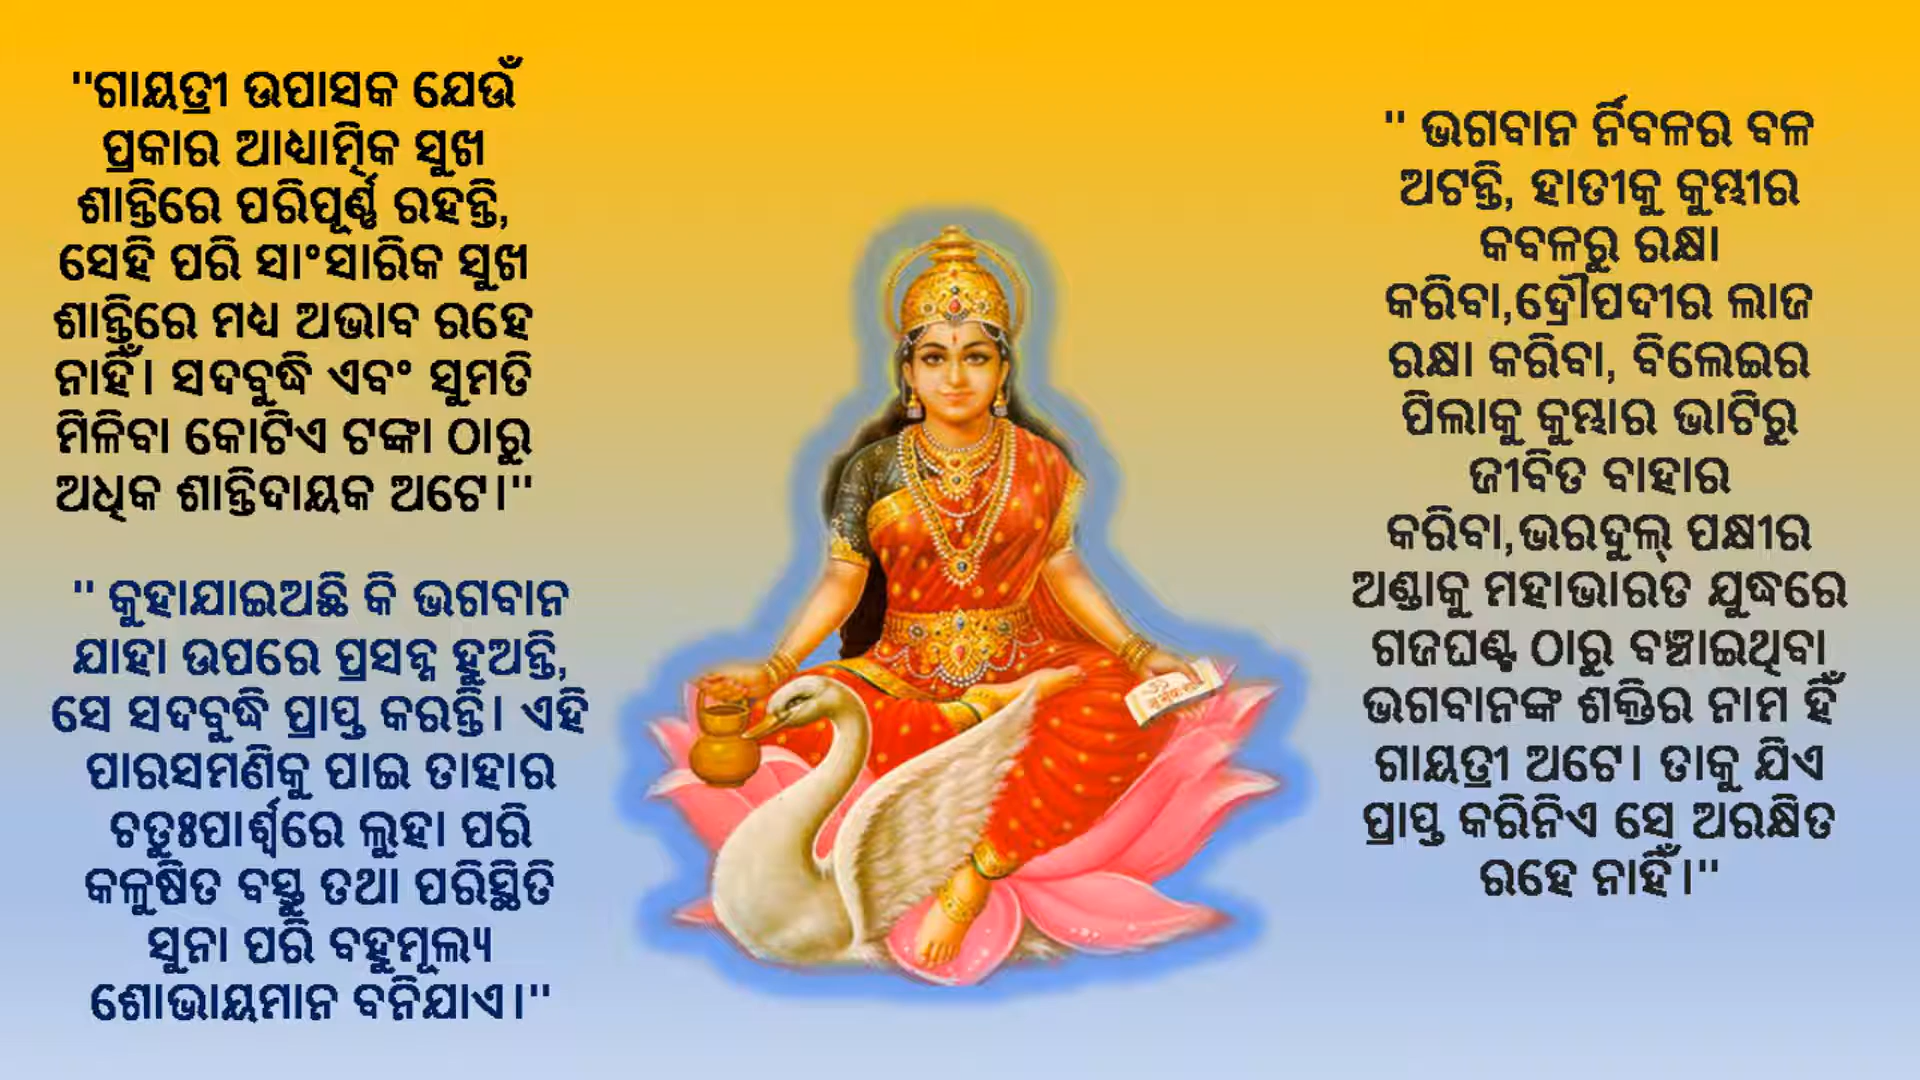 "ଗାୟତ୍ରୀ ଉପାସକ ଯେଉଁ
ପ୍ରକାର ଆଧ୍ୟାତ୍ମିକ ସୁଖ
ଶାନ୍ତିରେ ପରିପୂର୍ଣ୍ଣ ରହନ୍ତି,
ସେହି ପରି ସାଂସାରିକ ସୁଖ
ଶାନ୍ତିରେ ମଧ୍ୟ ଅଭାବ ରହେ
ନାହିଁ। ସଦବୁଦ୍ଧି ଏବଂ ସୁମତି
ମିଳିବା କୋଟିଏ ଟଙ୍କା ଠାରୁ
ଅଧିକ ଶାନ୍ତିଦାୟକ ଅଟେ।"
" କୁହାଯାଇଅଛି କି ଭଗବାନ
ଯାହା ଉପରେ ପ୍ରସନ୍ନ ହୁଅନ୍ତି,
ସେ ସଦବୁଦ୍ଧି ପ୍ରାପ୍ତ କରନ୍ତି। ଏହି
ପାରସମଣିକୁ ପାଇ ତାହାର
ଚତୁଃପାର୍ଶ୍ୱରେ ଲୁହା ପରି
କଳୁଷିତ ବସ୍ତୁ ତଥା ପରିସ୍ଥିତି
ସୁନା ପରି ବହୁମୂଲ୍ୟ
ଶୋଭାୟମାନ ବନିଯାଏ।"
" ଭଗବାନ ର୍ନିବଳର ବଳ
ଅଟନ୍ତି, ହାତୀକୁ କୁମ୍ଭୀର
କବଳରୁ ରକ୍ଷା
କରିବା,ଦ୍ରୌପଦୀର ଲାଜ
ରକ୍ଷା କରିବା, ବିଲେଇର
ପିଲାକୁ କୁମ୍ଭାର ଭାଟିରୁ
ଜୀବିତ ବାହାର
କରିବା,ଭରଦୁଲ୍ ପକ୍ଷୀର
ଅଣ୍ଡାକୁ ମହାଭାରତ ଯୁଦ୍ଧରେ
ଗଜଘଣ୍ଟ ଠାରୁ ବଞ୍ଚାଇଥିବା
ଭଗବାନଙ୍କ ଶକ୍ତିର ନାମ ହିଁ
ଗାୟତ୍ରୀ ଅଟେ। ତାକୁ ଯିଏ
ପ୍ରାପ୍ତ କରିନିଏ ସେ ଅରକ୍ଷିତ
ରହେ ନାହିଁ।"